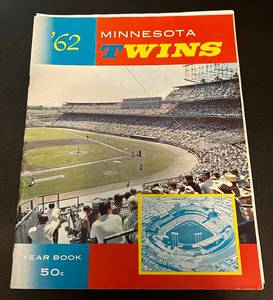 '62
MINNESOTA
TWINS
YEAR BOOK
50c